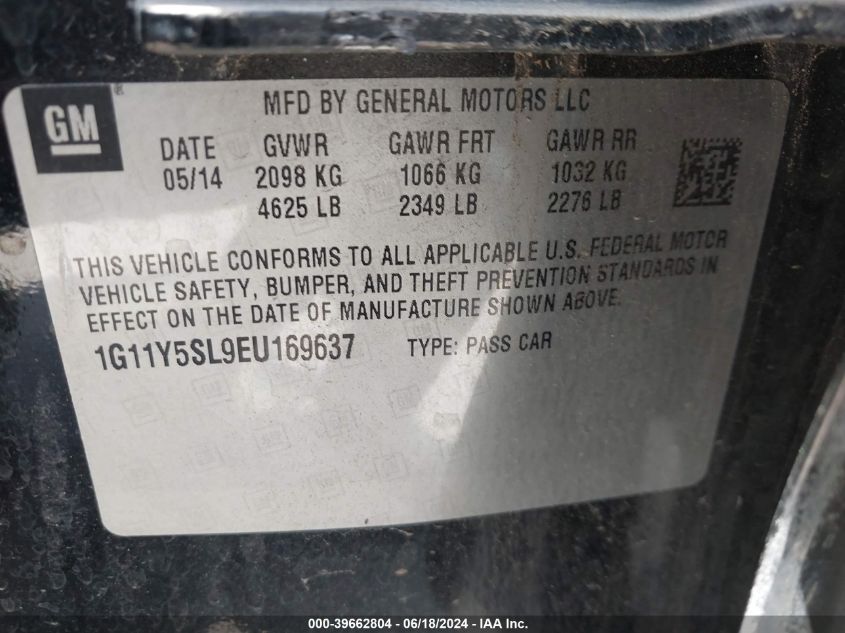 GM ®
MFD BY GENERAL MOTORS LLC
DATE GVWR GAWR FRT GAWR RR
05/14 2098 KG 1066 KG 1032 KG
4625 LB 2349 LB 2276 LB
THIS VEHICLE CONFORMS TO ALL APPLICABLE U.S. FEDERAL MOTOR
VEHICLE SAFETY, BUMPER, AND THEFT PREVENTION STANDARDS IN
EFFECT ON THE DATE OF MANUFACTURE SHOWN ABOVE.
1G11Y5SL9EU169637 TYPE: PASS CAR
000-39662804 - 06/18/2024 - IAA Inc.